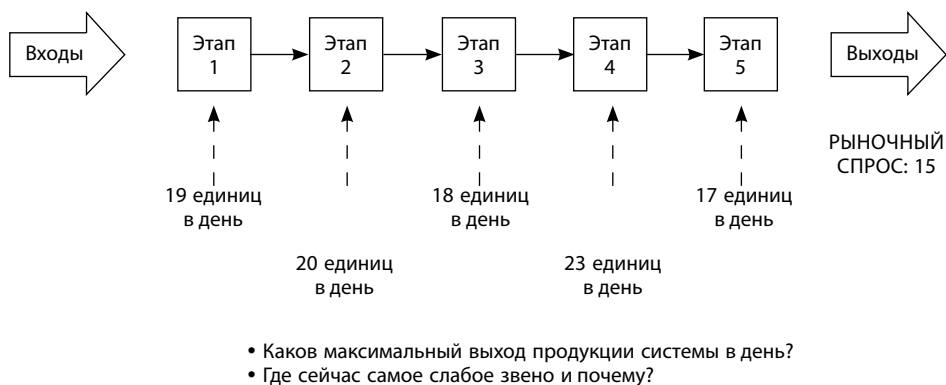 Входы
Этап
1
Этап
2
Этап
3
Этап
4
Этап
5
Выходы
РЫНОЧНЫЙ
СПРОС: 15
19 единиц
в день
18 единиц
в день
17 единиц
в день
20 единиц
в день
23 единиц
в день
• Каков максимальный выход продукции системы в день?
• Где сейчас самое слабое звено и почему?